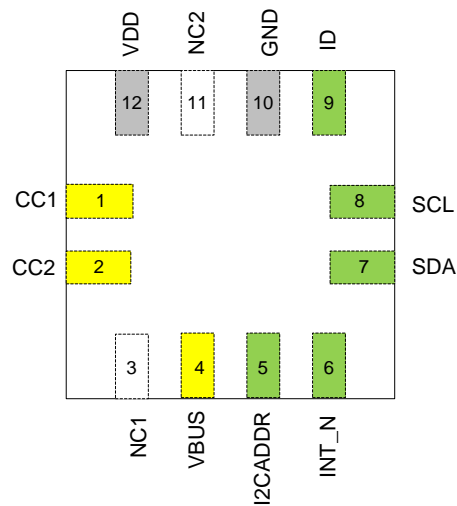 VDD NC2 GND ID
12 11 10 9
CC1 1 8 SCL
CC2 2 7 SDA
3 4 5 6
NC1 VBUS I2CADDR INT_N